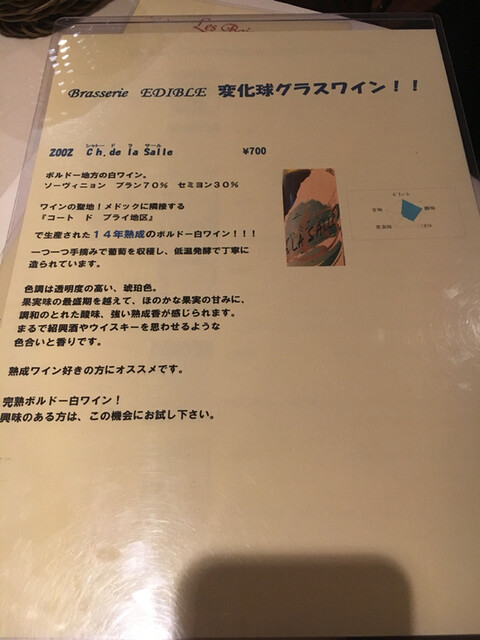 Brasserie EDIBLE 変化球グラスワイン！！
シャトー ド ラ サール
2002 Ch.de la Salle ¥700
ボルドー地方の白ワイン。
ソーヴィニョン ブラン７０％ セミヨン３０％
ワインの聖地！メドックに隣接する
『コート ド ブライ地区』
で生産された１４年熟成のボルドー白ワイン！！！
一つ一つ手摘みで葡萄を収穫し、低温発酵で丁寧に
造られています。
色調は透明度の高い、琥珀色。
果実味の最盛期を越えて、ほのかな果実の甘みに、
調和のとれた酸味、強い熟成香が感じられます。
まるで紹興酒やウイスキーを思わせるような
色合いと香りです。
熟成ワイン好きの方にオススメです。
完熟ボルドー白ワイン！
興味のある方は、この機会にお試し下さい。
LA SALLE